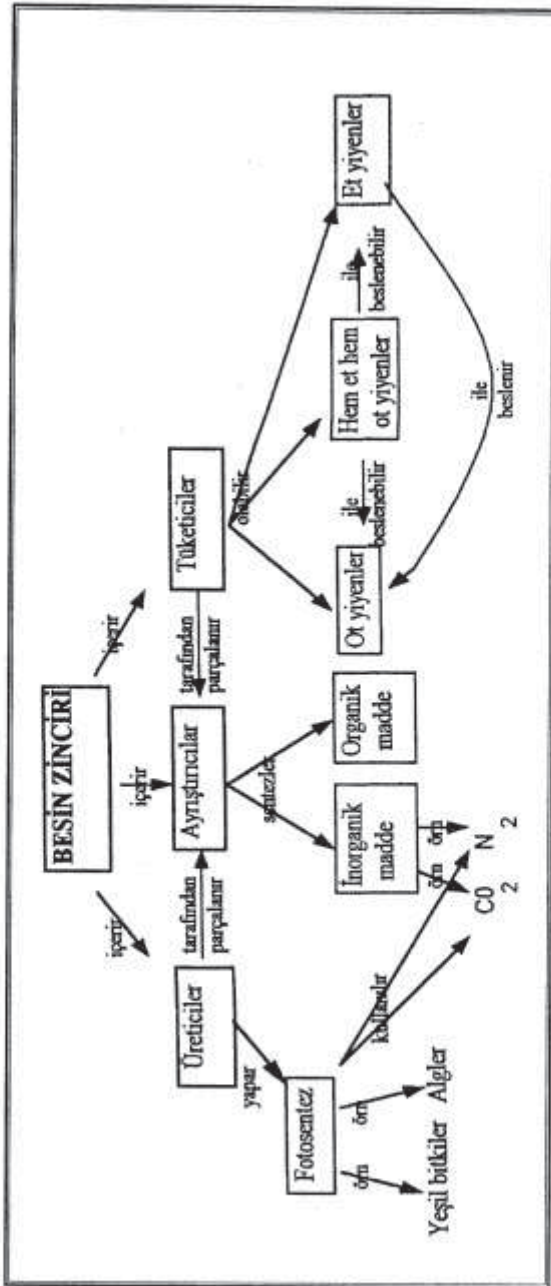 BESİN ZİNCİRİ
içerir
içerir
içerir
Üreticiler
tarafından
parçalanır
Ayrıştırıcılar
tarafından
parçalanır
Tüketiciler
yapar
sentezler
olabilir
Fotosentez
kullanılır
İnorganik
madde
Organik
madde
Ot yiyenler
ile
beslenebilir
Hem et hem
ot yiyenler
ile
beslenebilir
Et yiyenler
örn
örn
örn
örn
ile
beslenir
Yeşil bitkiler
Algler
C0
2
N
2